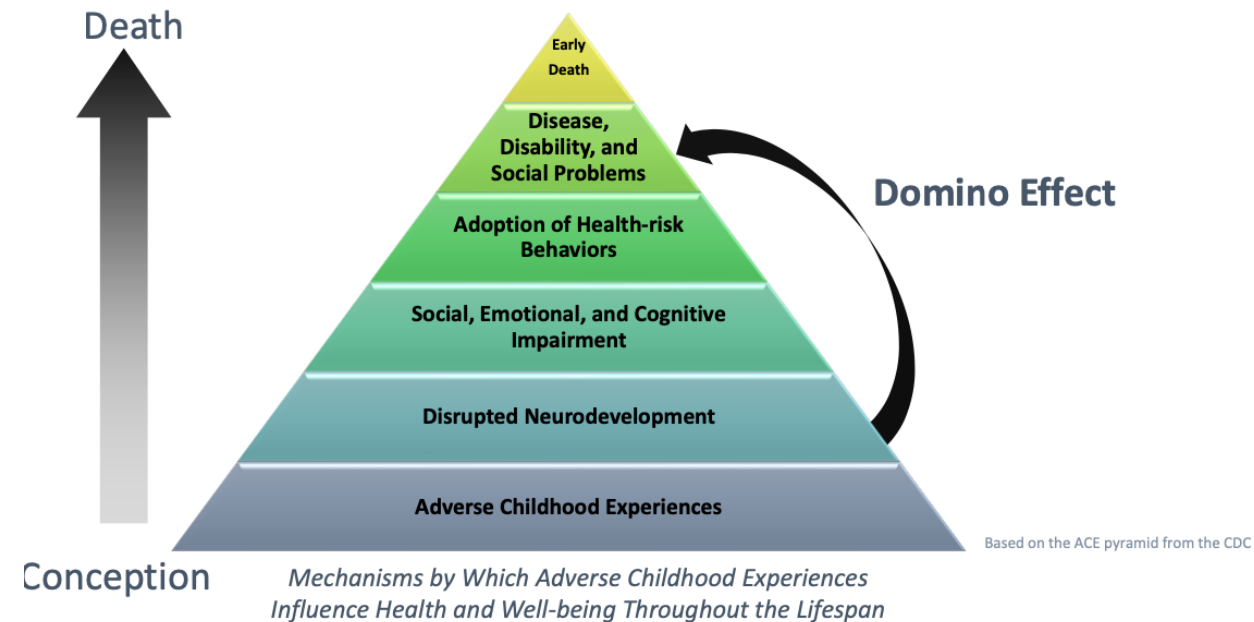 Death
Early
Death
Disease,
Disability, and
Social Problems
Domino Effect
Adoption of Health-risk
Behaviors
Social, Emotional, and Cognitive
Impairment
Disrupted Neurodevelopment
Adverse Childhood Experiences
Based on the ACE pyramid from the CDC
Conception
Mechanisms by Which Adverse Childhood Experiences
Influence Health and Well-being Throughout the Lifespan